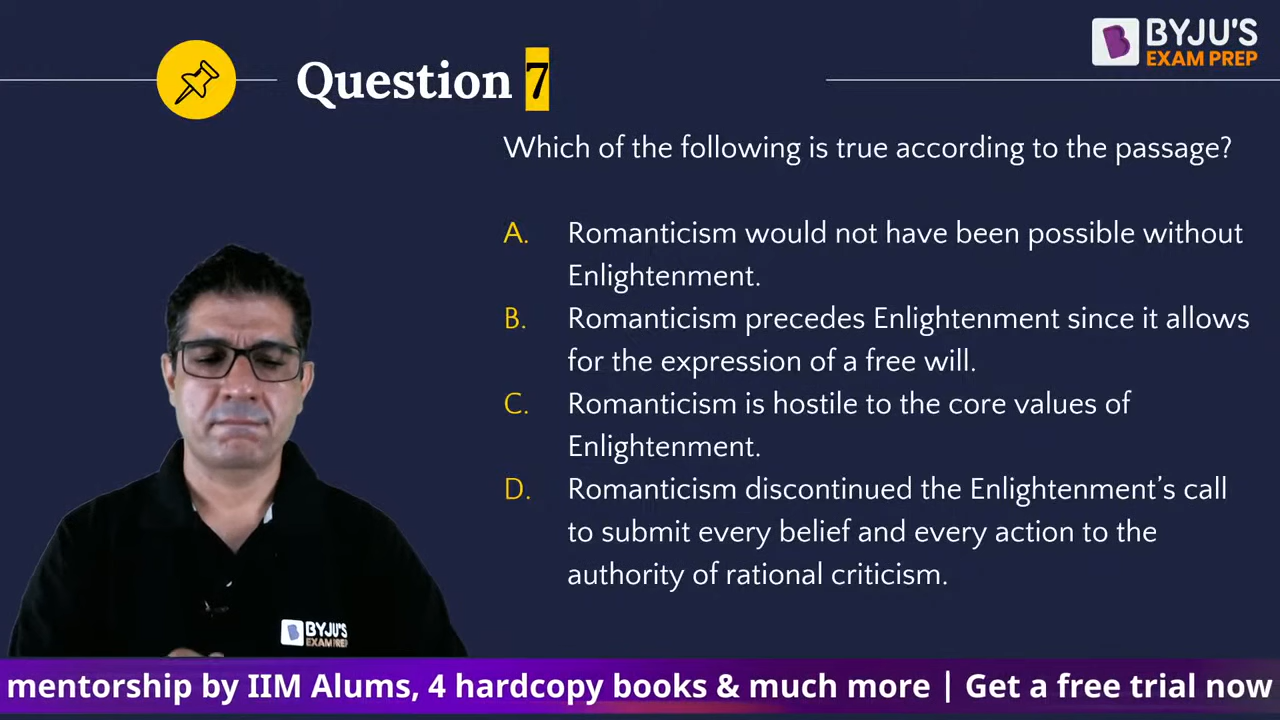 BYJU'S
EXAM PREP
Question 7
Which of the following is true according to the passage?
A. Romanticism would not have been possible without
Enlightenment.
B. Romanticism precedes Enlightenment since it allows
for the expression of a free will.
C. Romanticism is hostile to the core values of
Enlightenment.
D. Romanticism discontinued the Enlightenment’s call
to submit every belief and every action to the
authority of rational criticism.
BYJU'S
EXAM PREP
mentorship by IIM Alums, 4 hardcopy books & much more | Get a free trial now